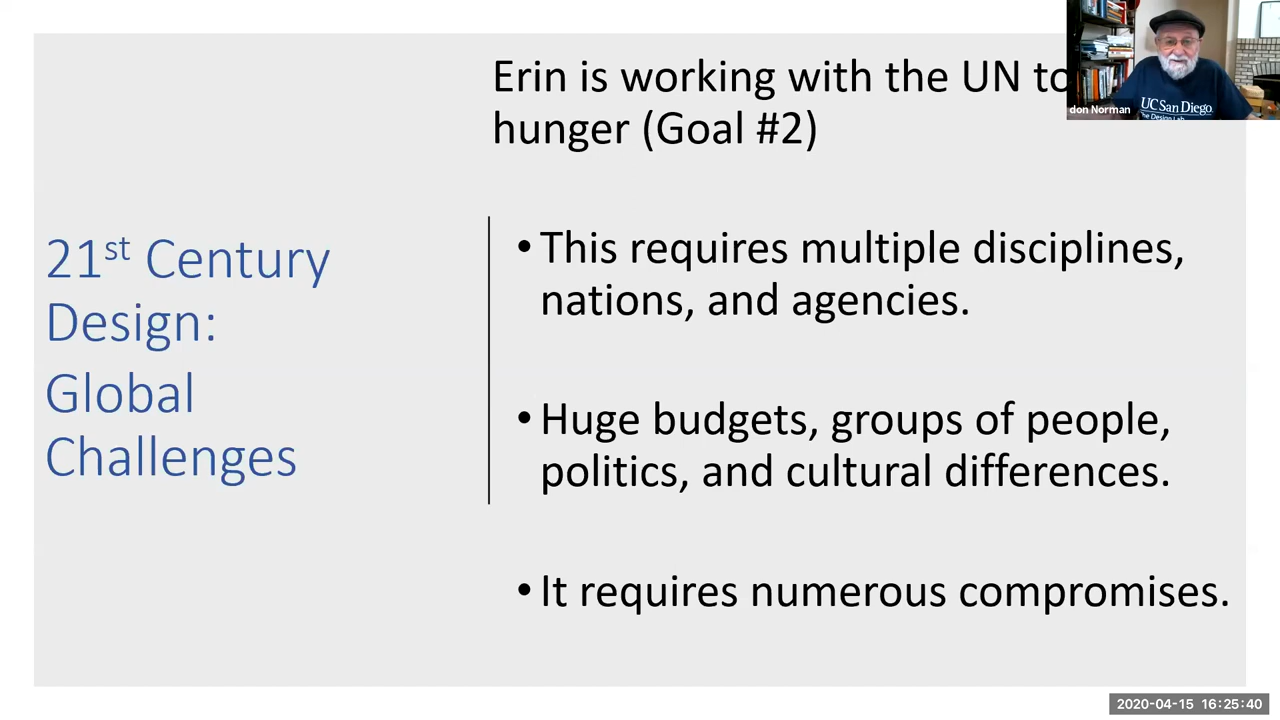 Erin is working with the UN to
hunger (Goal #2)
don Norman
UC San Diego
The Design Lab
21st Century
Design:
Global
Challenges
• This requires multiple disciplines,
nations, and agencies.
• Huge budgets, groups of people,
politics, and cultural differences.
• It requires numerous compromises.
2020-04-15 16:25:40